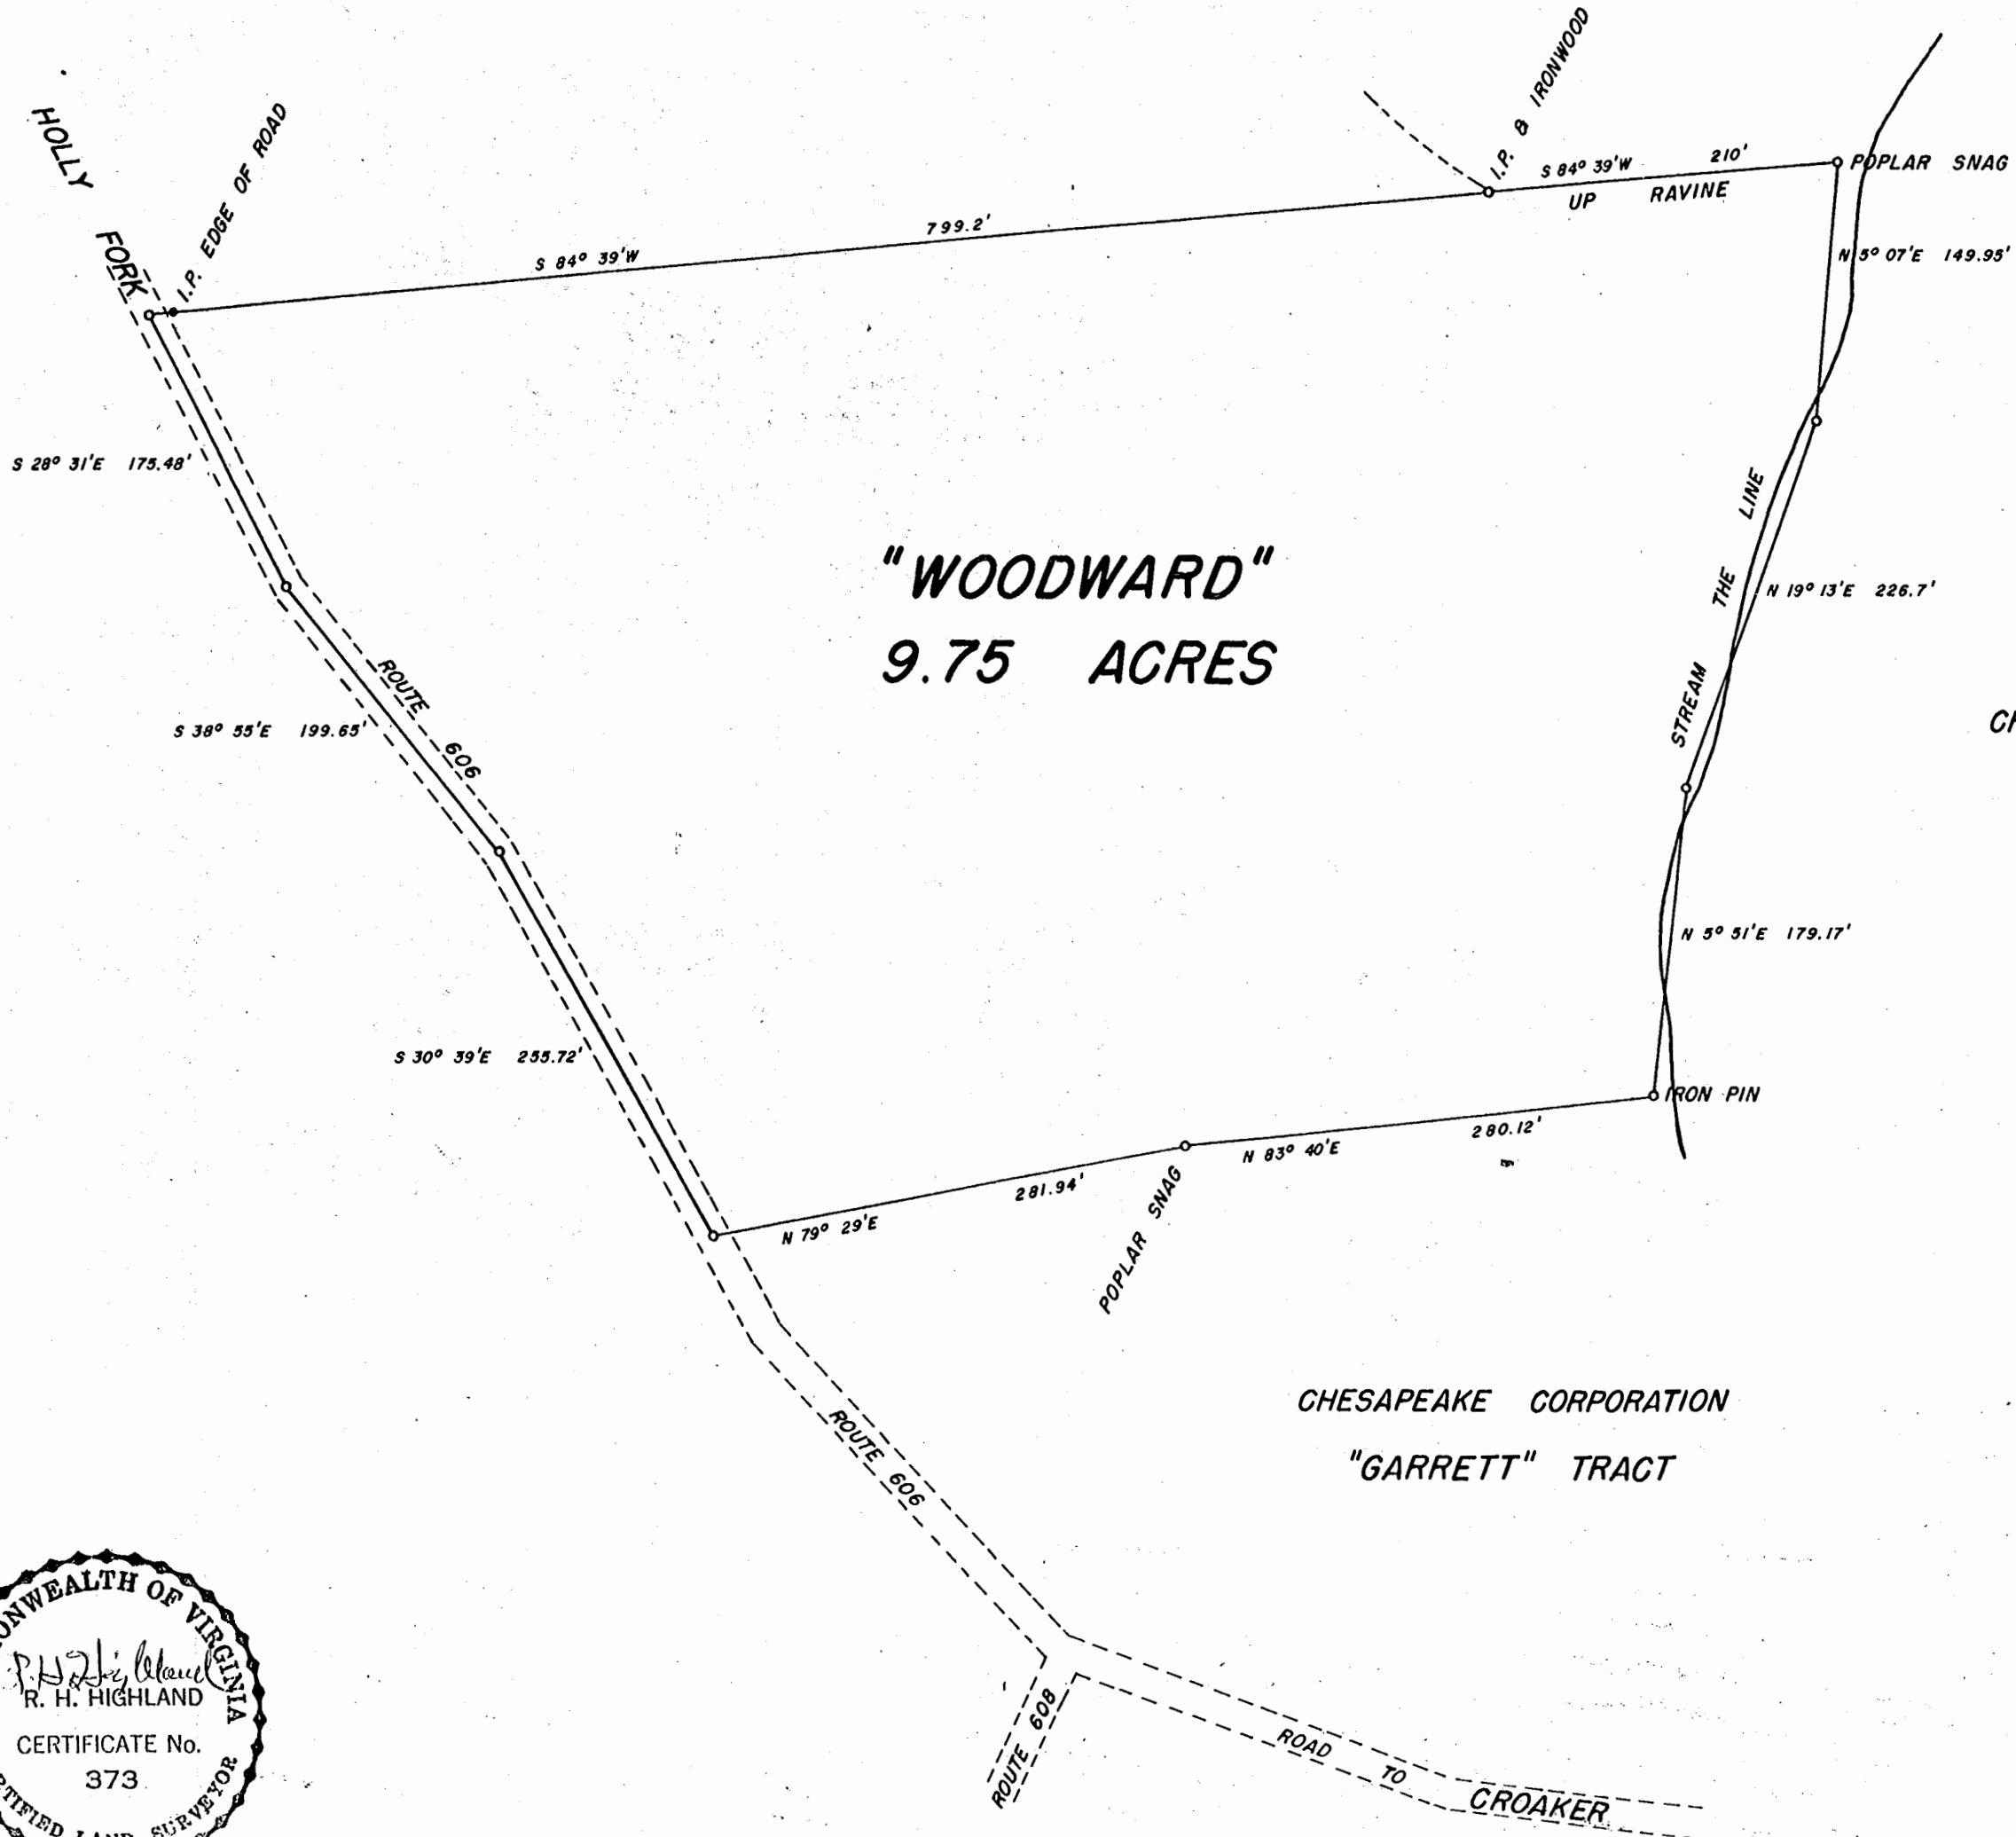 HOLLY FORK
I.P. EDGE OF ROAD
I.P. & IRONWOOD
S 84° 39'W 210'
UP RAVINE
POPLAR SNAG
S 84° 39'W 799.2'
N 5° 07'E 149.95'
S 28° 31'E 175.48'
"WOODWARD"
9.75 ACRES
STREAM THE LINE
N 19° 13'E 226.7'
ROUTE 606
S 38° 55'E 199.65'
N 5° 51'E 179.17'
S 30° 39'E 255.72'
IRON PIN
N 83° 40'E 280.12'
N 79° 29'E 281.94'
POPLAR SNAG
CHESAPEAKE CORPORATION
"GARRETT" TRACT
ROUTE 606
ROUTE 608
ROAD TO CROAKER
ONWEALTH OF VIRGINIA
R. H. HIGHLAND
CERTIFICATE No.
373
RTIFIED LAND SURVEYOR